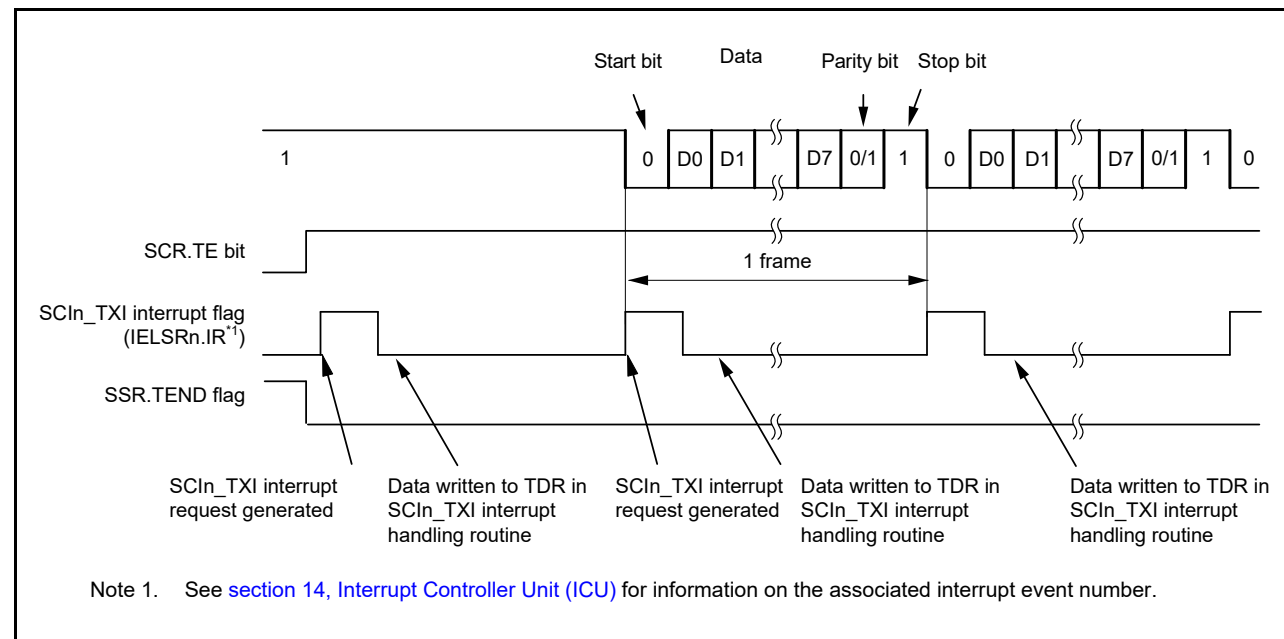 Start bit Data Parity bit Stop bit
1 0 D0 D1 D7 0/1 1 0 D0 D1 D7 0/1 1 0
SCR.TE bit
1 frame
SCIn_TXI interrupt flag
(IELSRn.IR*1)
SSR.TEND flag
SCIn_TXI interrupt
request generated
Data written to TDR in
SCIn_TXI interrupt
handling routine
SCIn_TXI interrupt
request generated
Data written to TDR in
SCIn_TXI interrupt
handling routine
Data written to TDR in
SCIn_TXI interrupt
handling routine
Note 1. See section 14, Interrupt Controller Unit (ICU) for information on the associated interrupt event number.